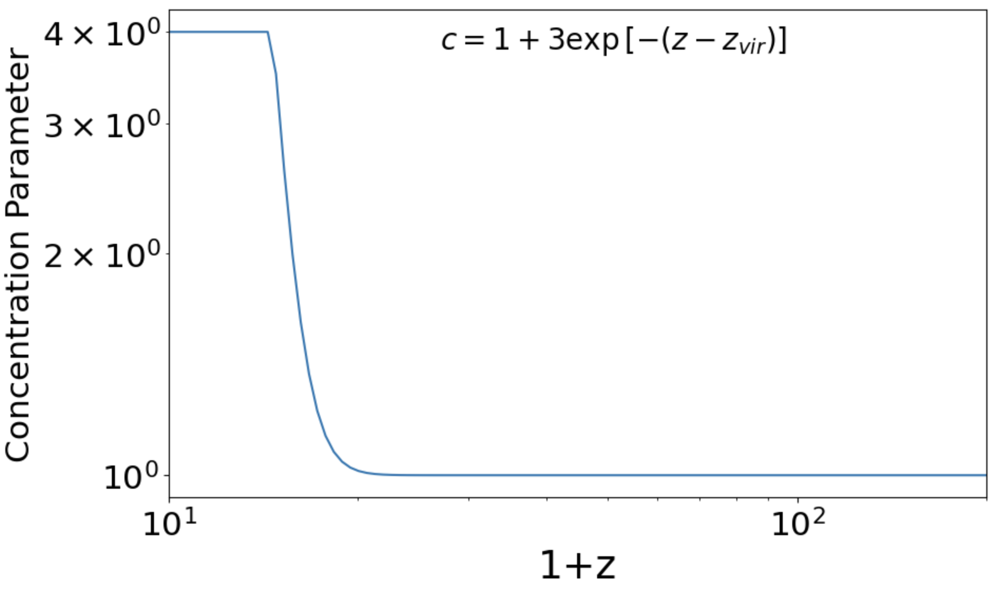 4 × 10⁰
c = 1 + 3exp [−(z − z_vir)]
3 × 10⁰
2 × 10⁰
10⁰
Concentration Parameter
10¹
10²
1+z